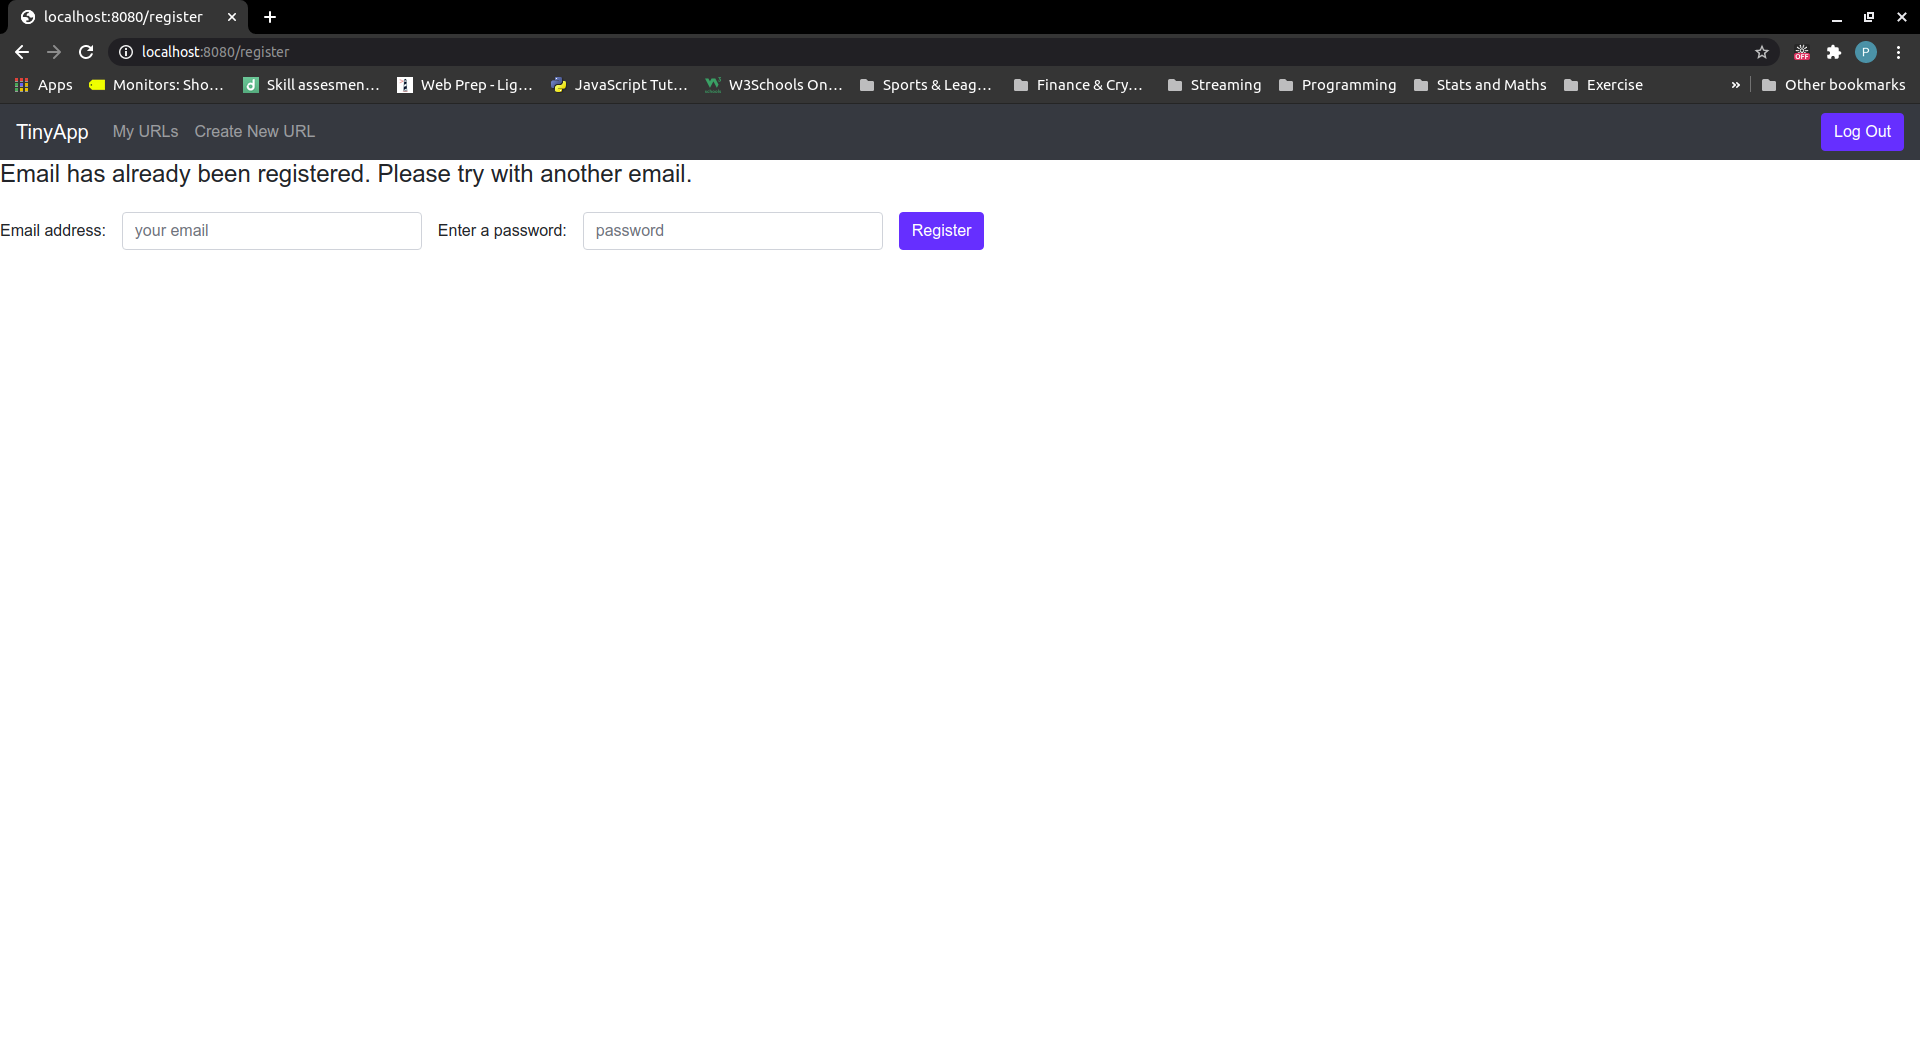 localhost:8080/register
localhost:8080/register
P
Apps Monitors: Sho... Skill assesmen... Web Prep - Lig... JavaScript Tut... W3Schools On... Sports & Leag... Finance & Cry... Streaming Programming Stats and Maths Exercise » Other bookmarks
TinyApp My URLs Create New URL Log Out
Email has already been registered. Please try with another email.
Email address: your email Enter a password: password Register